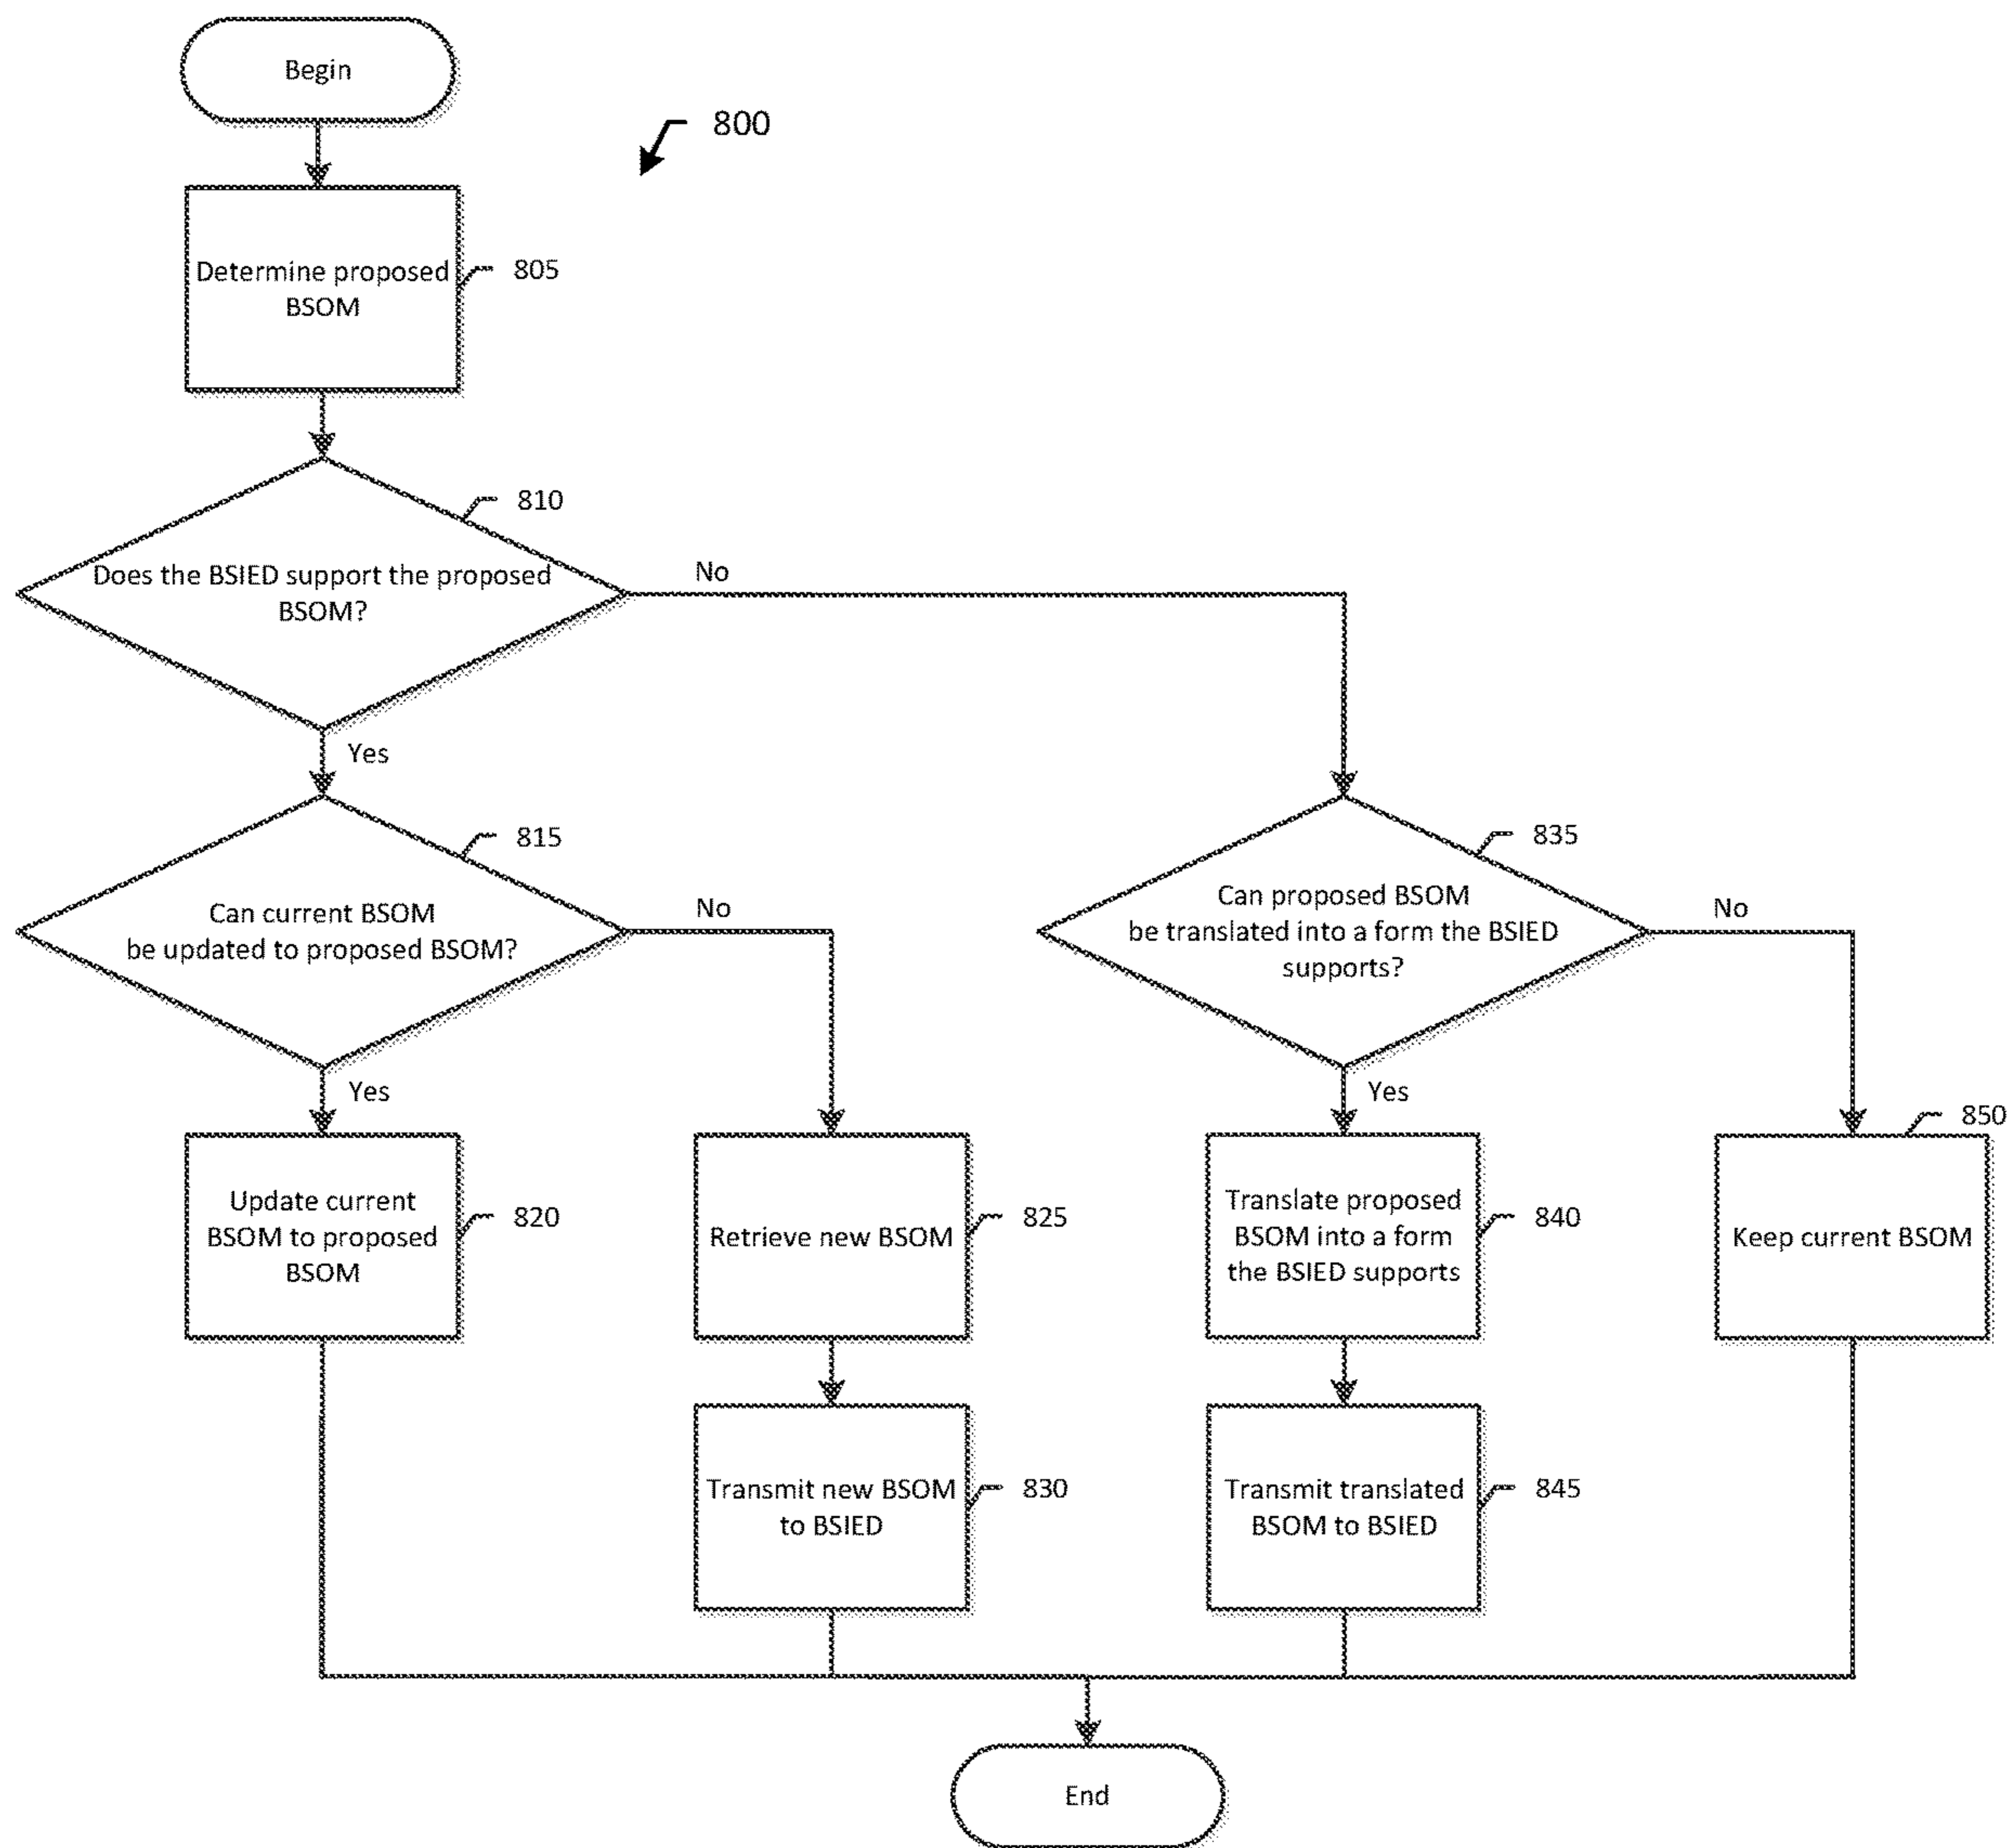 Begin
800
Determine proposed
BSOM
805
810
Does the BSIED support the proposed
BSOM?
No
Yes
815
Can current BSOM
be updated to proposed BSOM?
No
Yes
835
Can proposed BSOM
be translated into a form the BSIED
supports?
No
Yes
Update current
BSOM to proposed
BSOM
820
Retrieve new BSOM
825
Translate proposed
BSOM into a form
the BSIED supports
840
850
Keep current BSOM
Transmit new BSOM
to BSIED
830
Transmit translated
BSOM to BSIED
845
End